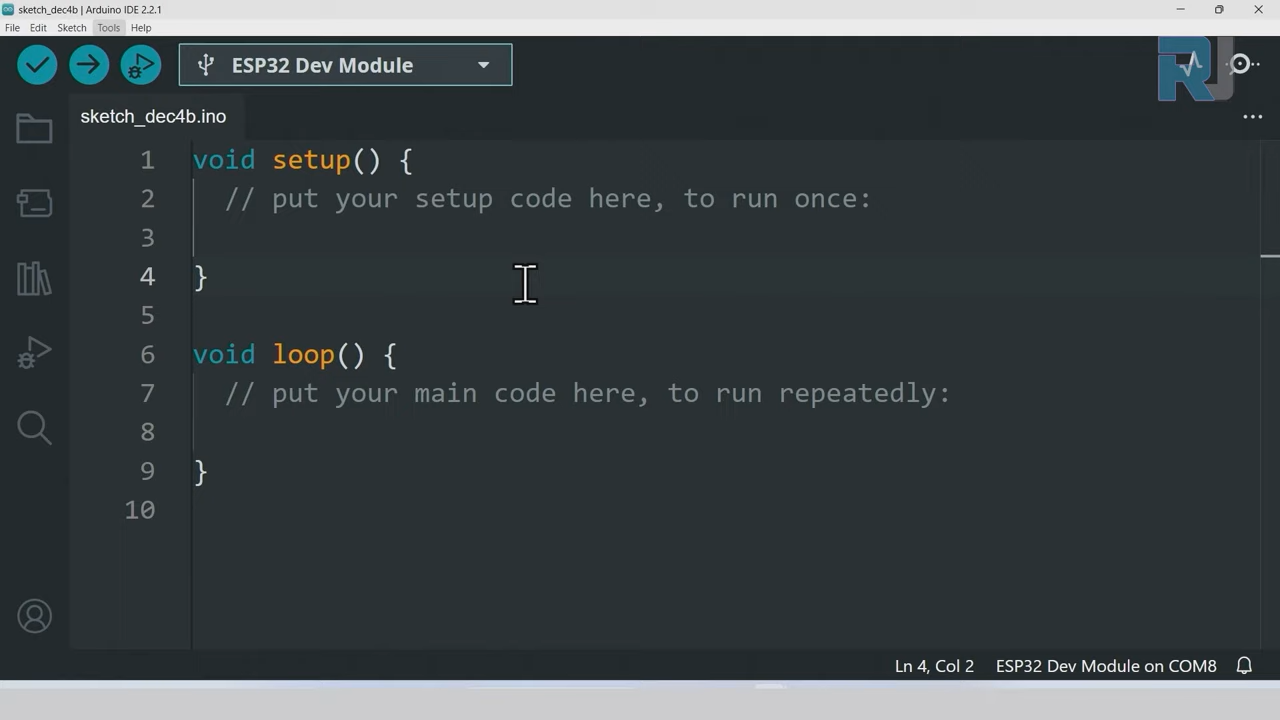 sketch_dec4b | Arduino IDE 2.2.1
File Edit Sketch Tools Help
ESP32 Dev Module
RJ
sketch_dec4b.ino
1 void setup() {
2 // put your setup code here, to run once:
3
4 }
5
6 void loop() {
7 // put your main code here, to run repeatedly:
8
9 }
10
Ln 4, Col 2 ESP32 Dev Module on COM8